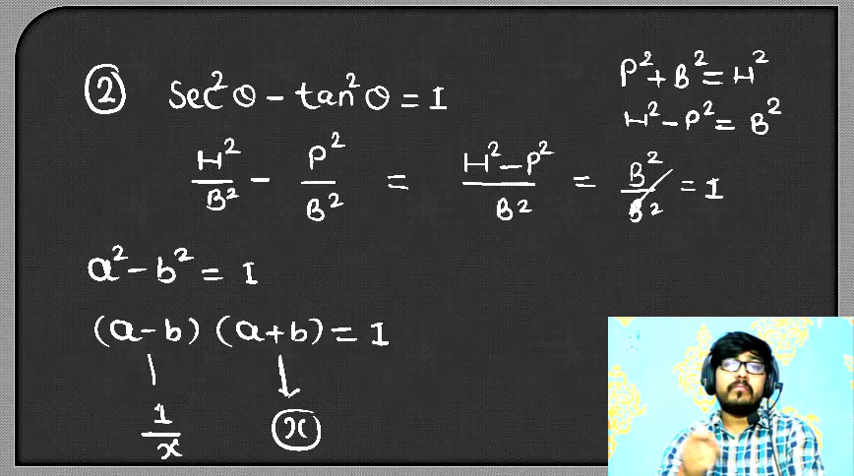 ② Sec²θ – tan²θ = 1
P² + B² = H²
H² – P² = B²
H²/B² – P²/B² = H² – P²/B² = B²/B² = 1
a² – b² = 1
(a – b) (a + b) = 1
1/x x